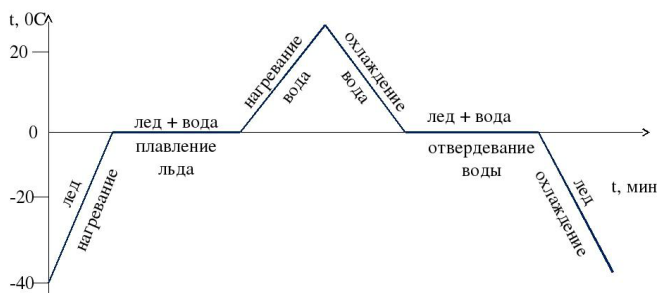 t, 0C
20
0
-20
-40
лед
нагревание
лед + вода
плавление
льда
нагревание
вода
охлаждение
вода
лед + вода
отвердевание
воды
лед
охлаждение
t, мин